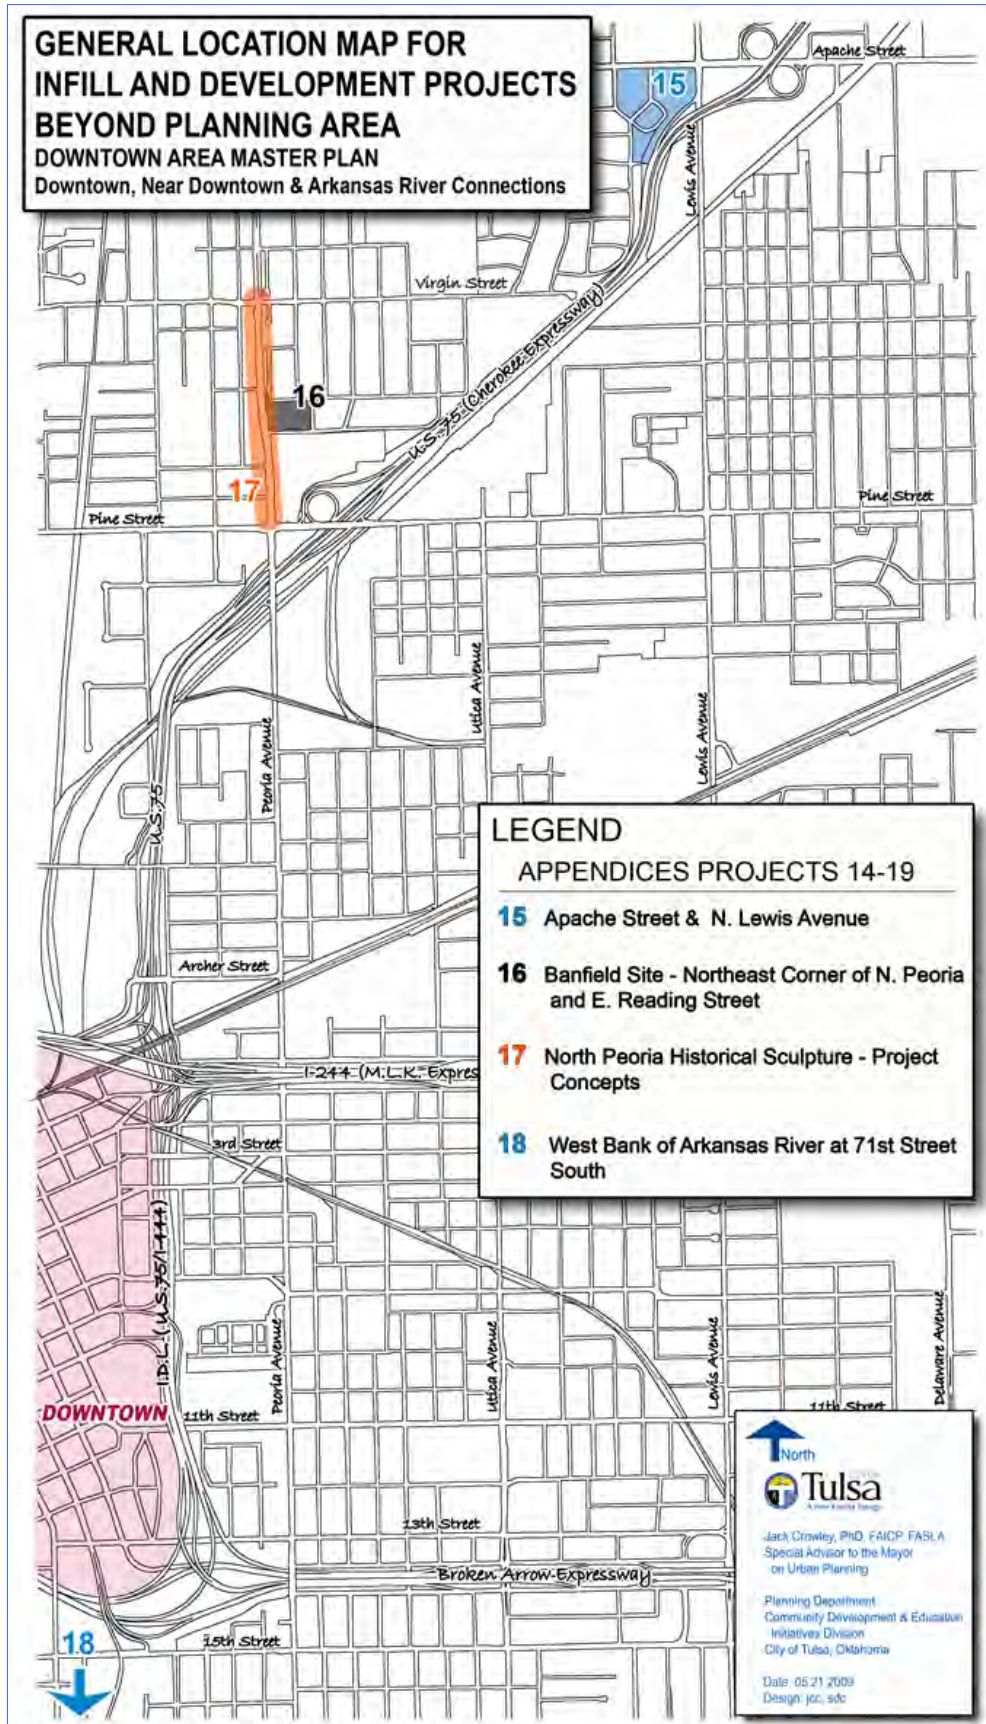 GENERAL LOCATION MAP FOR
INFILL AND DEVELOPMENT PROJECTS
BEYOND PLANNING AREA
DOWNTOWN AREA MASTER PLAN
Downtown, Near Downtown & Arkansas River Connections
Apache Street
15
Lewis Avenue
Virgin Street
U.S. 75 (Cherokee Expressway)
16
17
Pine Street
Pine Street
Utica Avenue
Lewis Avenue
Peoria Avenue
U.S. 75
LEGEND
APPENDICES PROJECTS 14-19
15 Apache Street & N. Lewis Avenue
16 Banfield Site - Northeast Corner of N. Peoria
and E. Reading Street
17 North Peoria Historical Sculpture - Project
Concepts
18 West Bank of Arkansas River at 71st Street
South
Archer Street
I-244 (M.L.K. Expres
3rd Street
I.D.L. (U.S. 75/I-444)
Peoria Avenue
Utica Avenue
Lewis Avenue
Delaware Avenue
DOWNTOWN
11th Street
11th Street
13th Street
Broken Arrow Expressway
15th Street
18
North
Tulsa
Jack Crowley, PhD, FAICP, FASLA
Special Advisor to the Mayor
on Urban Planning
Planning Department
Community Development & Education
Initiatives Division
City of Tulsa, Oklahoma
Date: 05.21.2009
Design: jcc, sdc